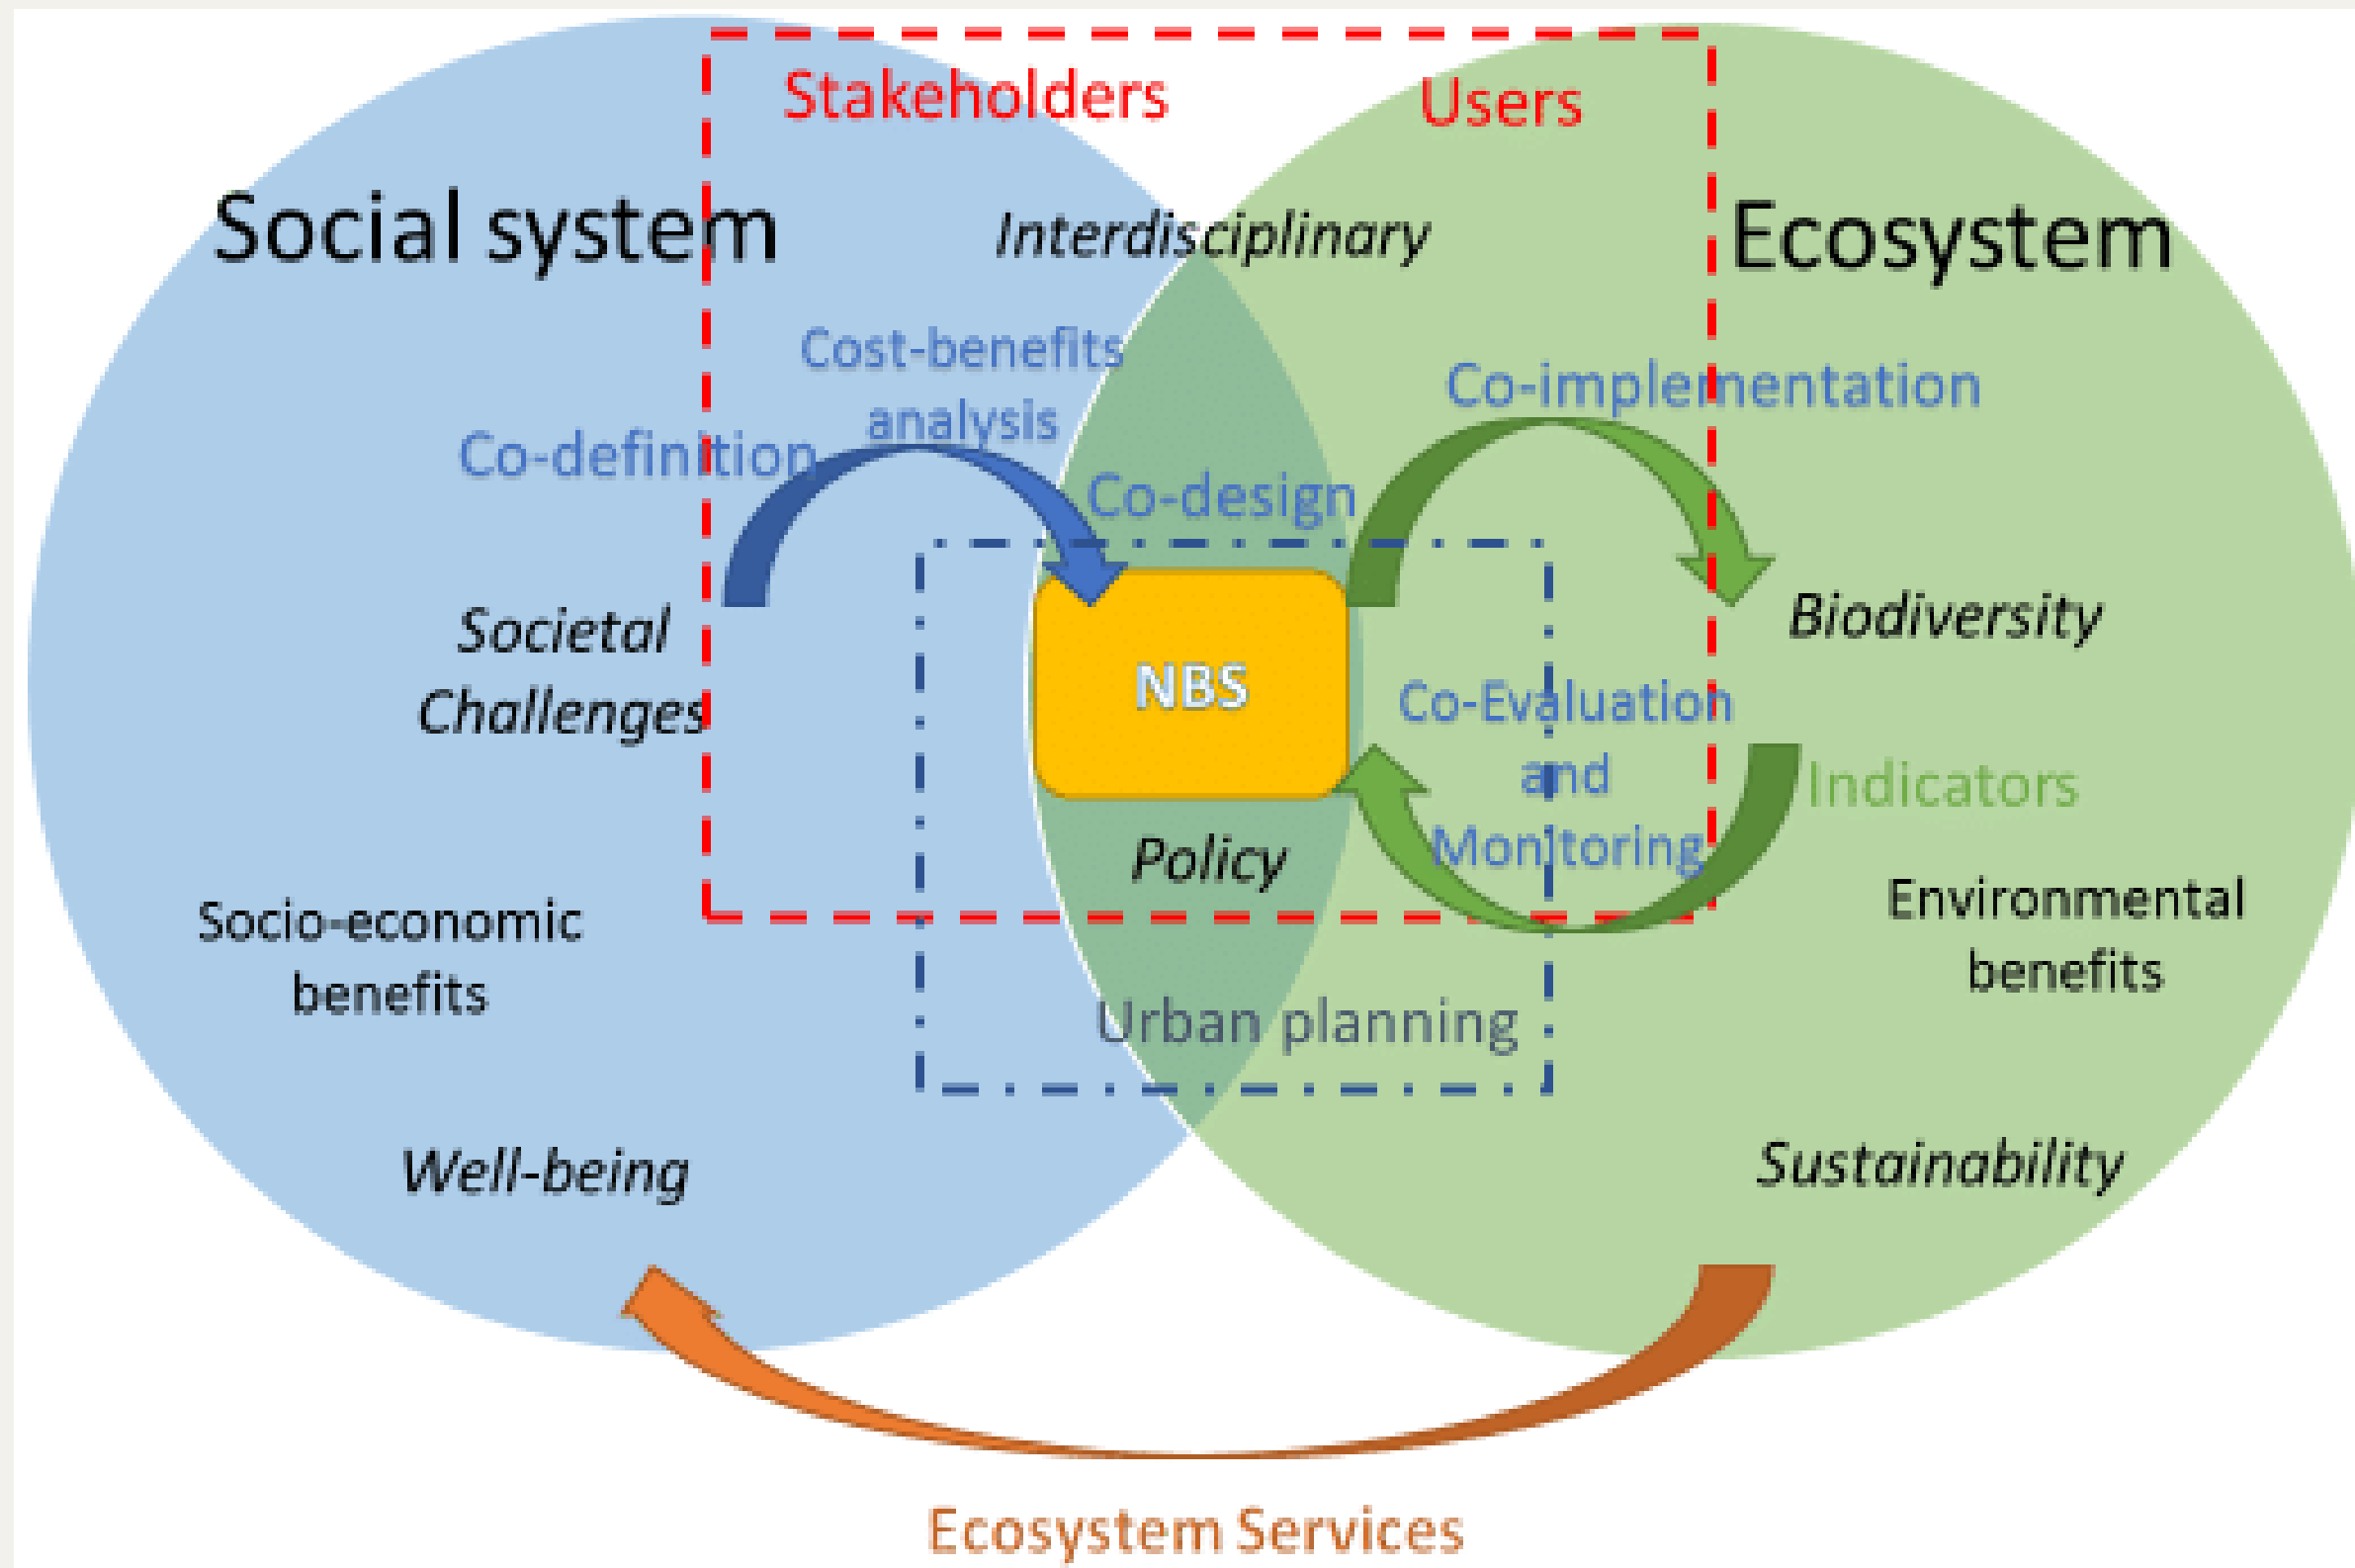 Stakeholders
Users
Social system
Interdisciplinary
Ecosystem
Cost-benefits
analysis
Co-implementation
Co-definition
Co-design
Societal
Challenges
Biodiversity
NBS
Co-Evaluation
and
Monitoring
Indicators
Policy
Socio-economic
benefits
Environmental
benefits
Urban planning
Well-being
Sustainability
Ecosystem Services